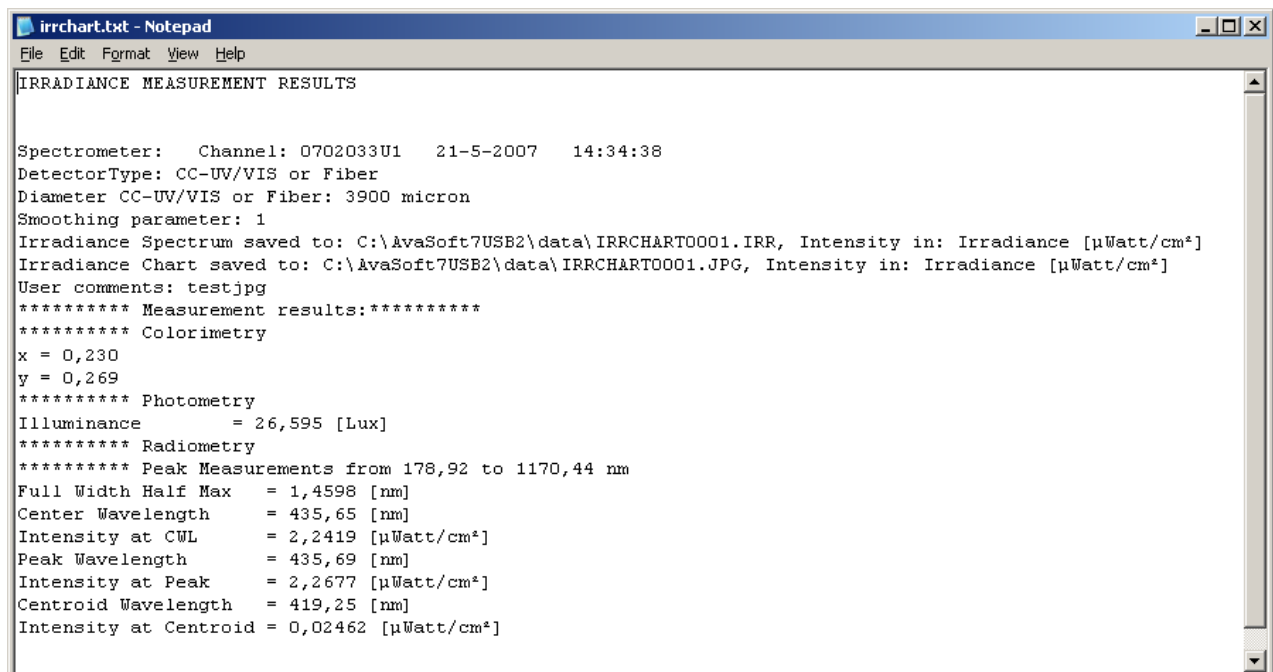 irrchart.txt - Notepad
File Edit Format View Help
IRRADIANCE MEASUREMENT RESULTS
Spectrometer:   Channel: 0702033U1   21-5-2007   14:34:38
DetectorType: CC-UV/VIS or Fiber
Diameter CC-UV/VIS or Fiber: 3900 micron
Smoothing parameter: 1
Irradiance Spectrum saved to: C:\AvaSoft7USB2\data\IRRCHART0001.IRR, Intensity in: Irradiance [µWatt/cm²]
Irradiance Chart saved to: C:\AvaSoft7USB2\data\IRRCHART0001.JPG, Intensity in: Irradiance [µWatt/cm²]
User comments: testjpg
********** Measurement results:**********
********** Colorimetry
x = 0,230
y = 0,269
********** Photometry
Illuminance        = 26,595 [Lux]
********** Radiometry
********** Peak Measurements from 178,92 to 1170,44 nm
Full Width Half Max   = 1,4598 [nm]
Center Wavelength     = 435,65 [nm]
Intensity at CWL      = 2,2419 [µWatt/cm²]
Peak Wavelength       = 435,69 [nm]
Intensity at Peak     = 2,2677 [µWatt/cm²]
Centroid Wavelength   = 419,25 [nm]
Intensity at Centroid = 0,02462 [µWatt/cm²]